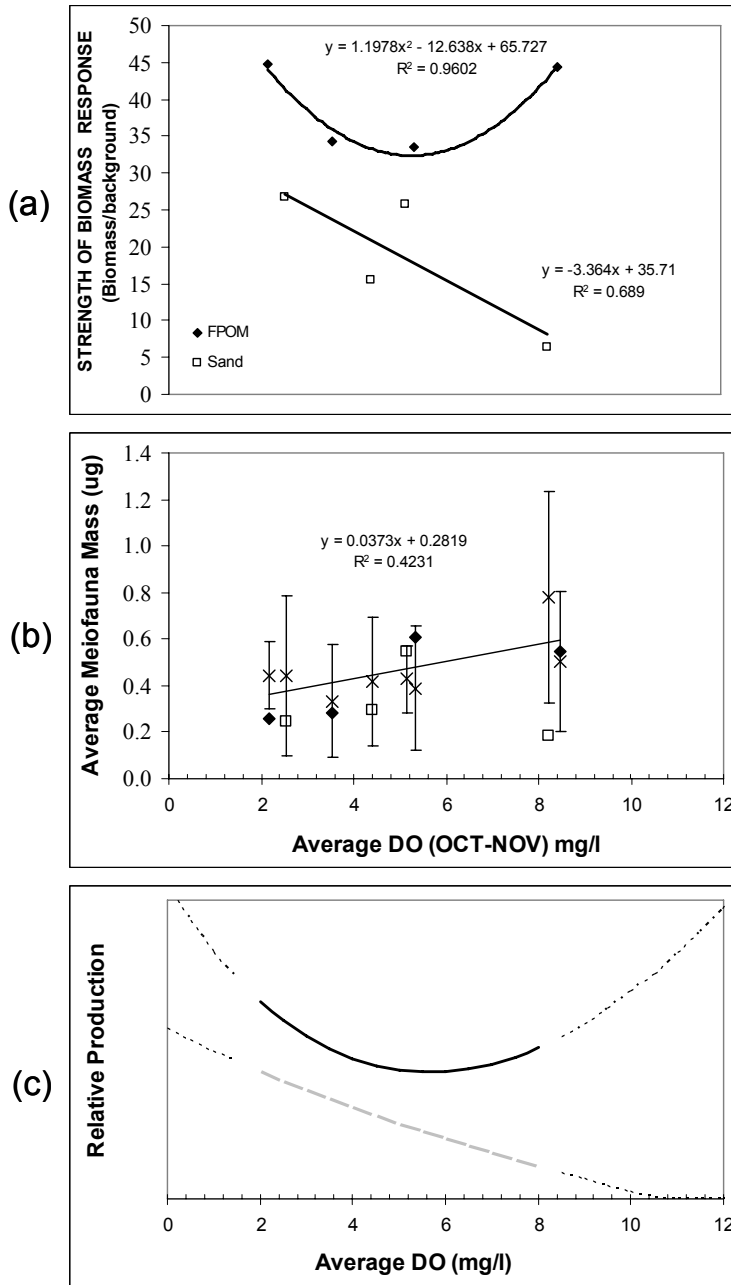 (a)
STRENGTH OF BIOMASS RESPONSE
(Biomass/background)
50
45
40
35
30
25
20
15
10
5
0
y = 1.1978x² - 12.638x + 65.727
R² = 0.9602
y = -3.364x + 35.71
R² = 0.689
FPOM
Sand
(b)
Average Meiofauna Mass (ug)
1.4
1.2
1.0
0.8
0.6
0.4
0.2
0.0
y = 0.0373x + 0.2819
R² = 0.4231
0 2 4 6 8 10 12
Average DO (OCT-NOV) mg/l
(c)
Relative Production
0 2 4 6 8 10 12
Average DO (mg/l)